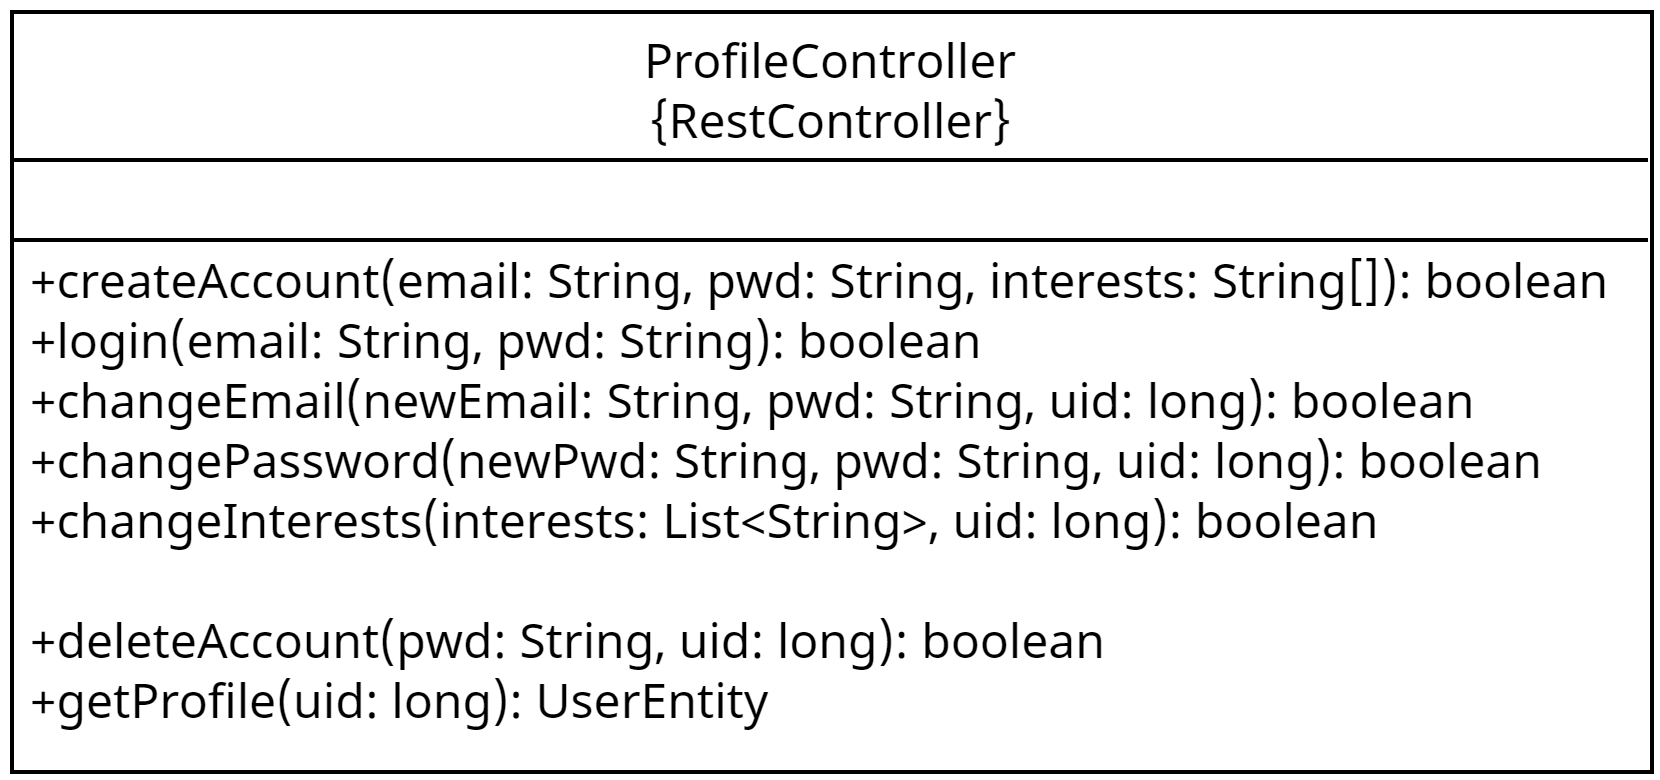 ProfileController
{RestController}
+createAccount(email: String, pwd: String, interests: String[]): boolean
+login(email: String, pwd: String): boolean
+changeEmail(newEmail: String, pwd: String, uid: long): boolean
+changePassword(newPwd: String, pwd: String, uid: long): boolean
+changeInterests(interests: List<String>, uid: long): boolean
+deleteAccount(pwd: String, uid: long): boolean
+getProfile(uid: long): UserEntity